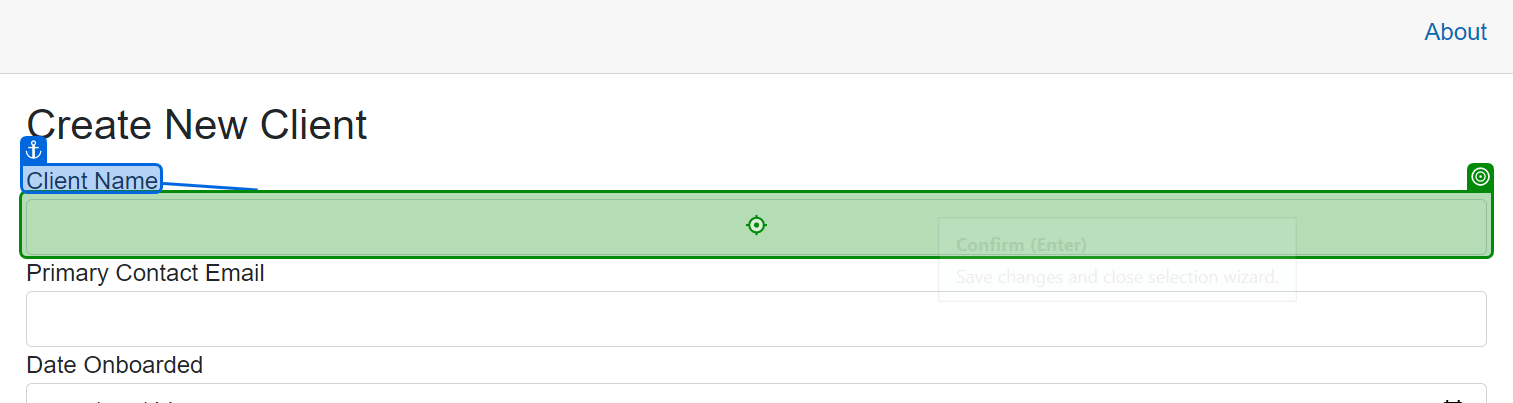 About
Create New Client
Client Name
Confirm (Enter)
Save changes and close selection wizard.
Primary Contact Email
Date Onboarded